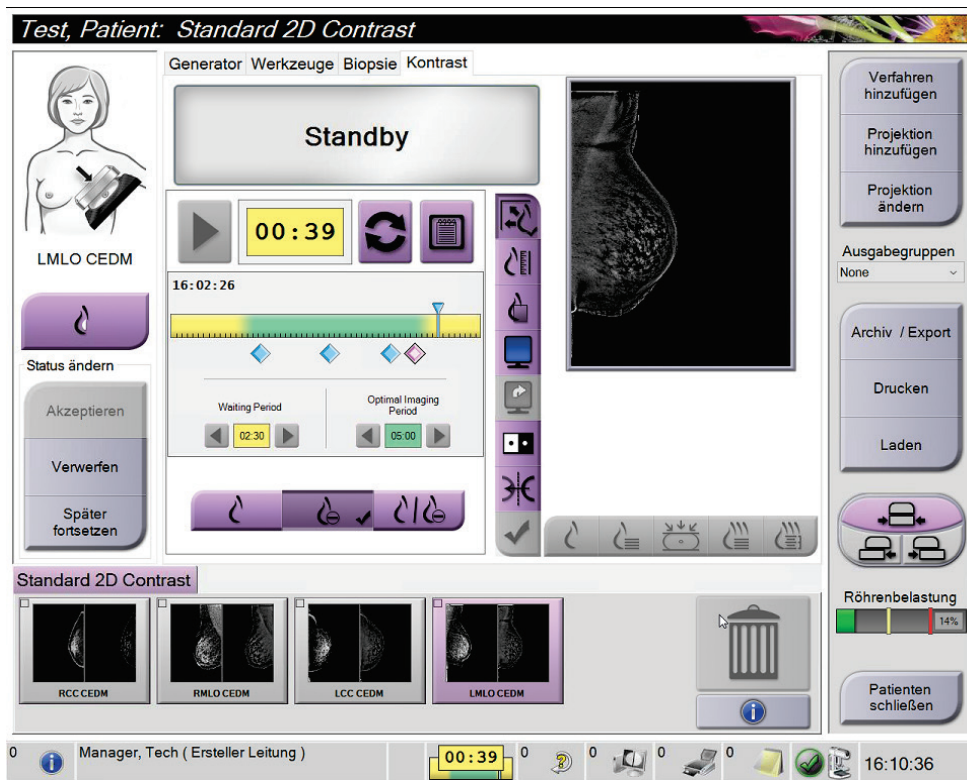 Test, Patient: Standard 2D Contrast
Generator Werkzeuge Biopsie Kontrast
Standby
LMLO CEDM
Status ändern
Akzeptieren
Verwerfen
Später
fortsetzen
00:39
16:02:26
Waiting Period
02:30
Optimal Imaging
Period
05:00
Verfahren
hinzufügen
Projektion
hinzufügen
Projektion
ändern
Ausgabegruppen
None
Archiv / Export
Drucken
Laden
Röhrenbelastung
14%
Patienten
schließen
Standard 2D Contrast
RCC CEDM
RMLO CEDM
LCC CEDM
LMLO CEDM
0
Manager, Tech ( Ersteller Leitung )
00:39
0
0
0
0
16:10:36